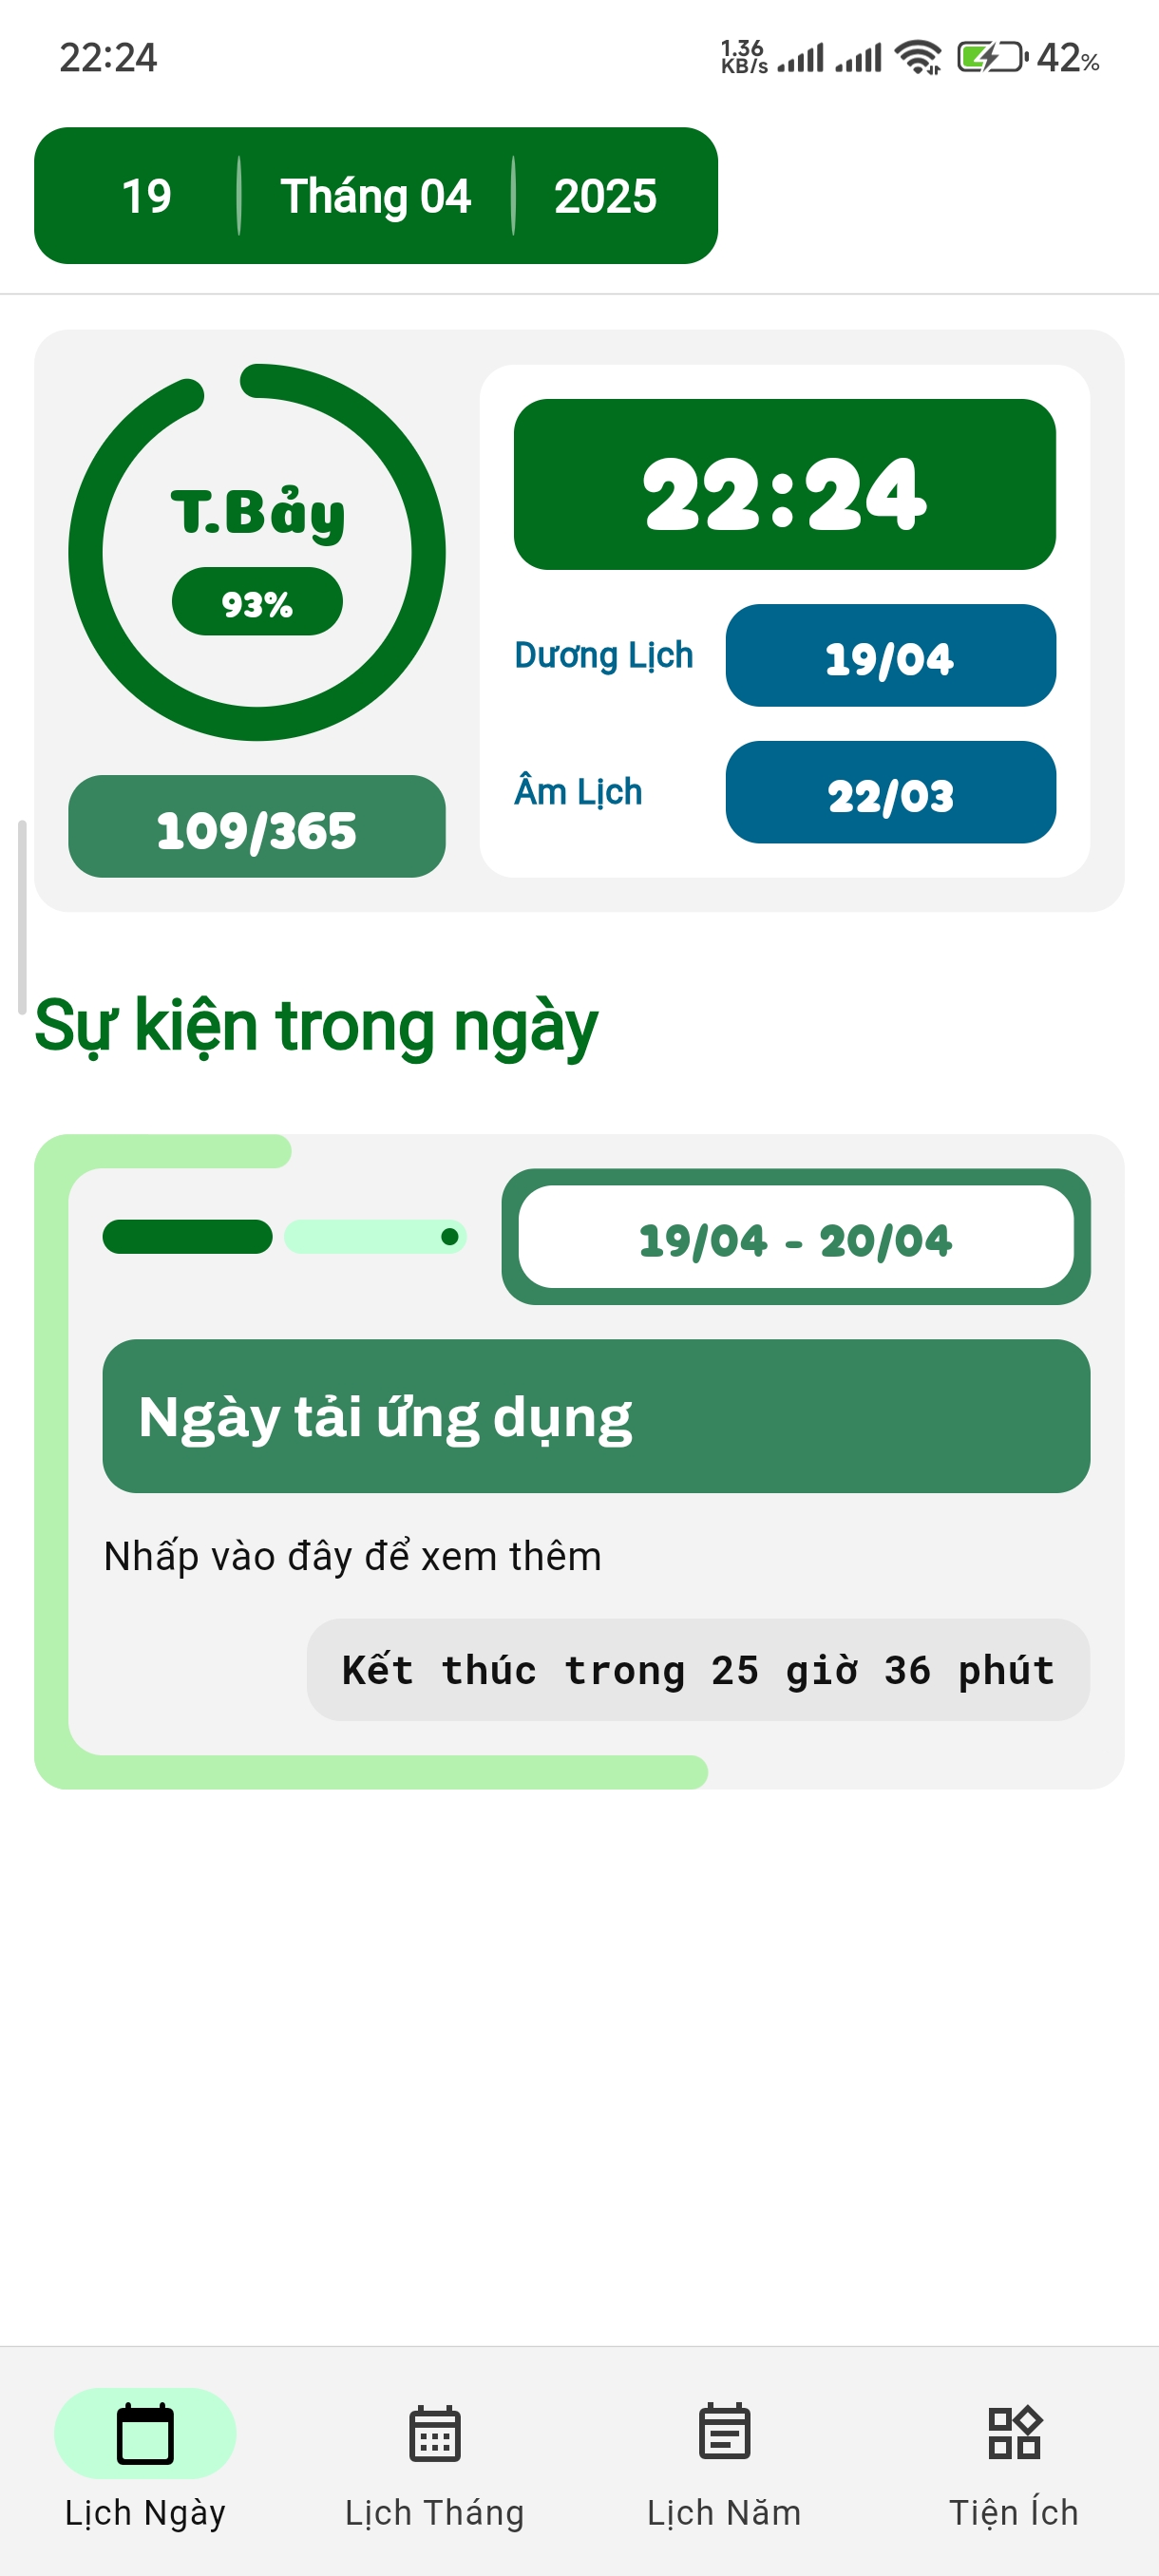 22:24
1.36
KB/s
42%
19
Tháng 04
2025
T.Bảy
93%
109/365
22:24
Dương Lịch
19/04
Âm Lịch
22/03
Sự kiện trong ngày
19/04 - 20/04
Ngày tải ứng dụng
Nhấp vào đây để xem thêm
Kết thúc trong 25 giờ 36 phút
Lịch Ngày
Lịch Tháng
Lịch Năm
Tiện Ích